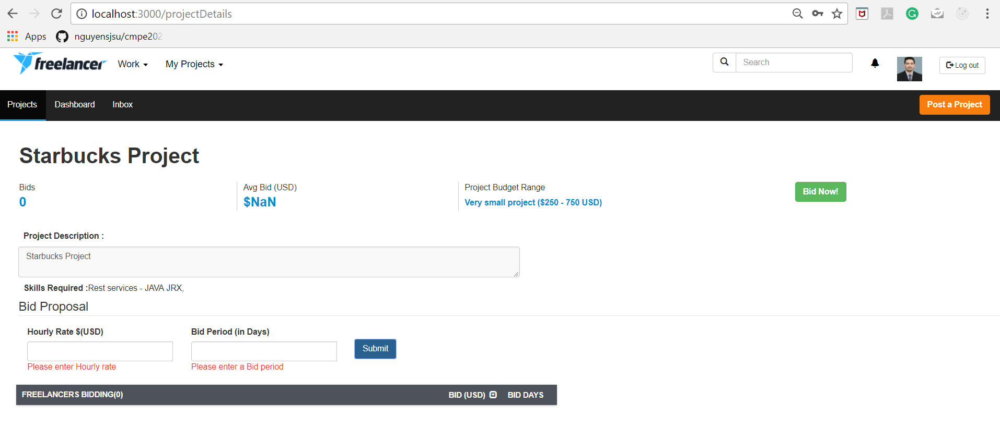 localhost:3000/projectDetails
Apps nguyensjsu/cmpe202
freelancer Work My Projects Search Log out
Projects Dashboard Inbox Post a Project
Starbucks Project
Bids Avg Bid (USD) Project Budget Range Bid Now!
0 $NaN Very small project ($250 - 750 USD)
Project Description :
Starbucks Project
Skills Required :Rest services - JAVA JRX,
Bid Proposal
Hourly Rate $(USD) Bid Period (in Days)
Submit
Please enter Hourly rate Please enter a Bid period
FREELANCERS BIDDING(0) BID (USD) BID DAYS